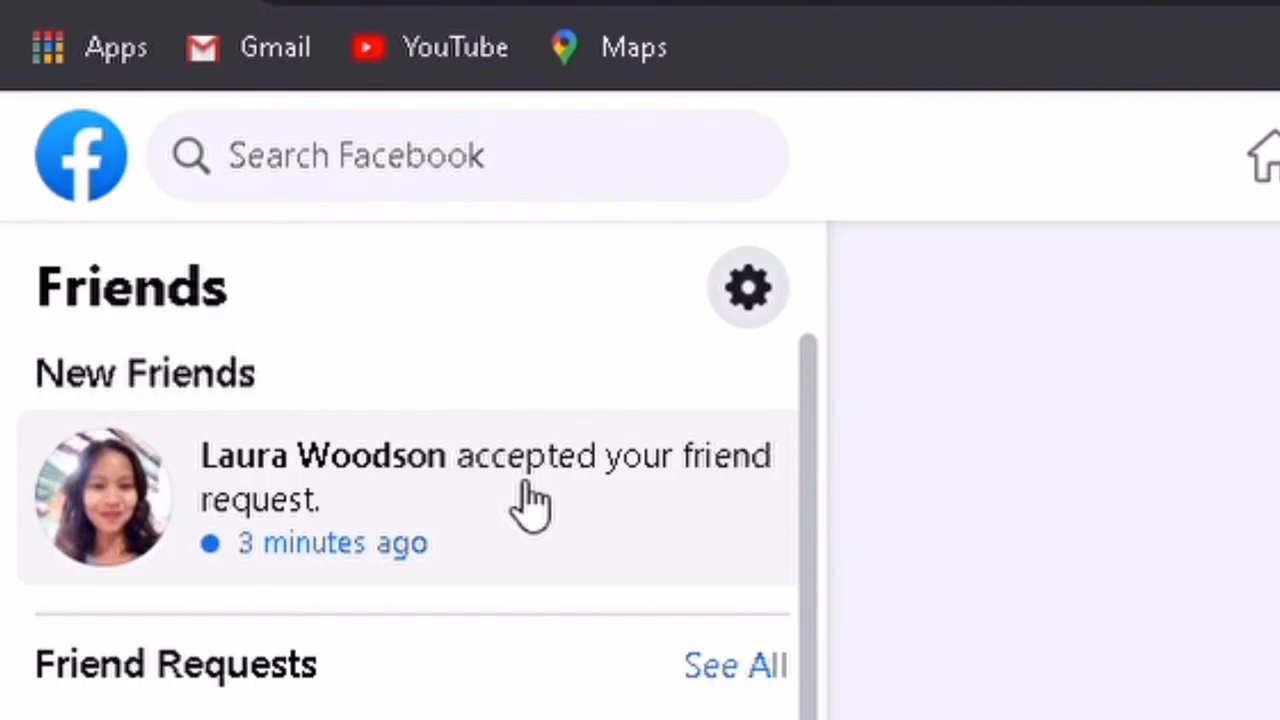 Apps Gmail YouTube Maps
Search Facebook
Friends
New Friends
Laura Woodson accepted your friend
request.
3 minutes ago
Friend Requests See All